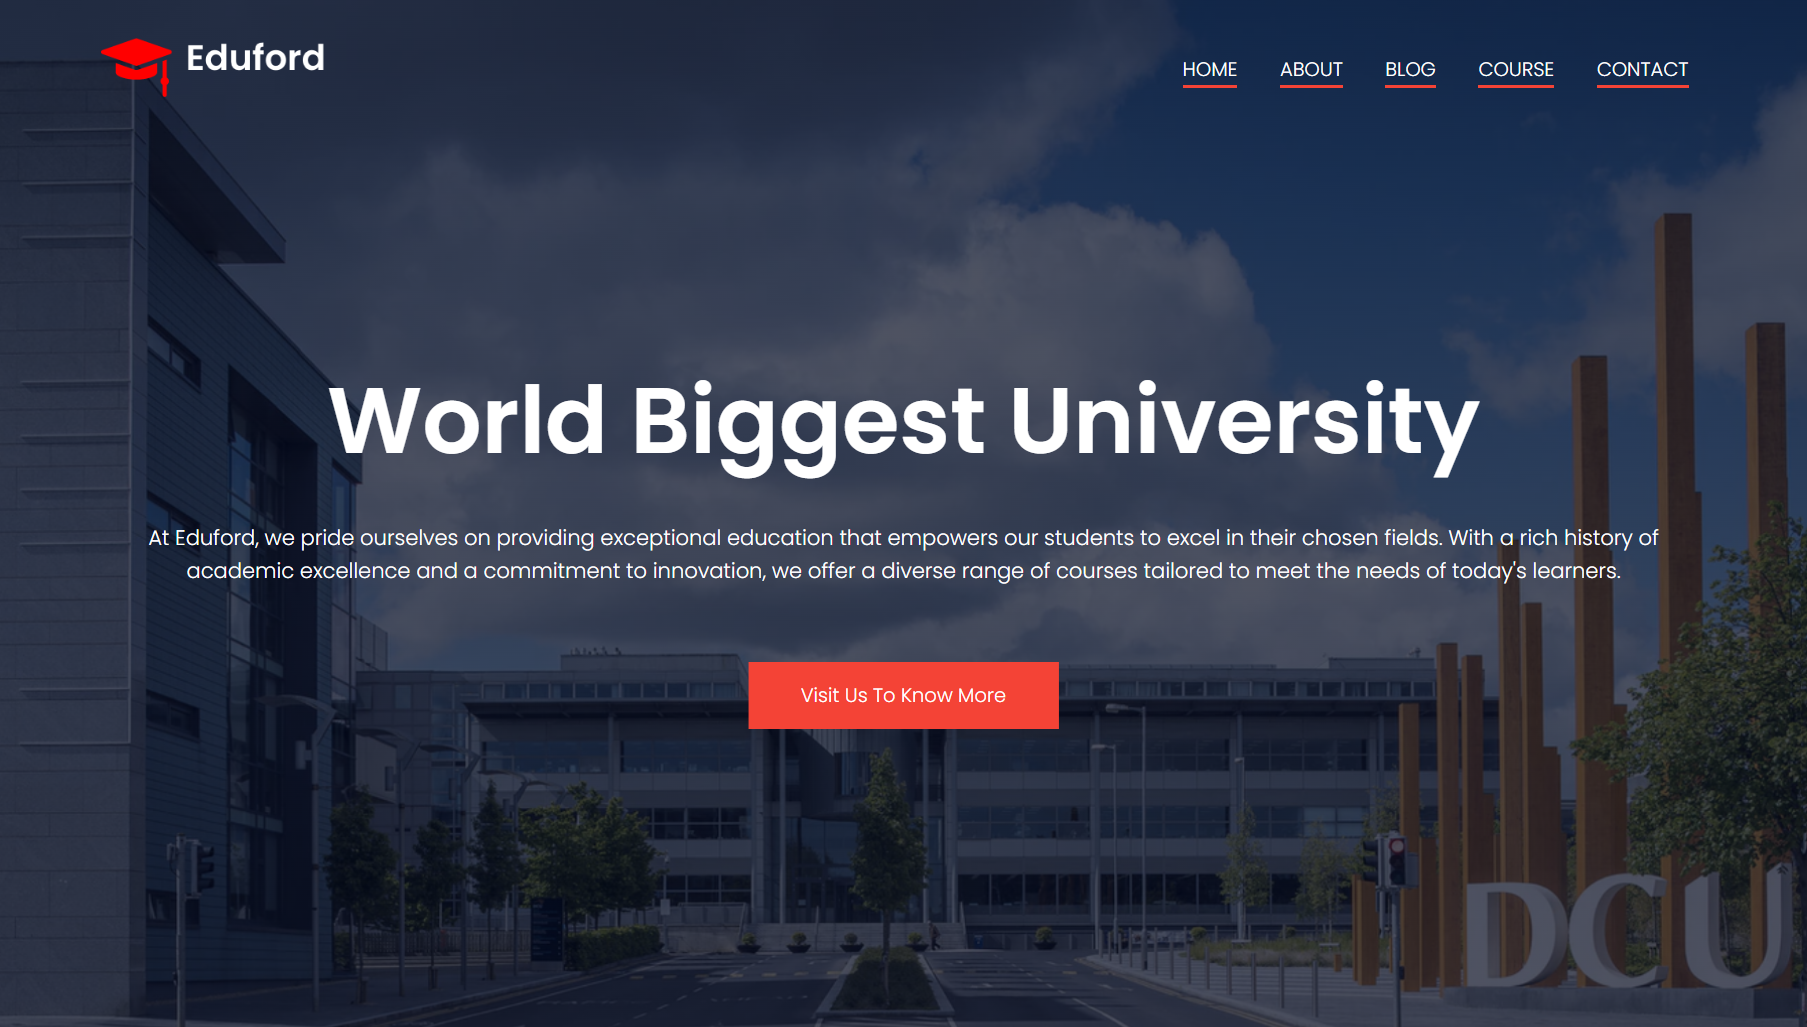 Eduford
HOME ABOUT BLOG COURSE CONTACT
World Biggest University
At Eduford, we pride ourselves on providing exceptional education that empowers our students to excel in their chosen fields. With a rich history of
academic excellence and a commitment to innovation, we offer a diverse range of courses tailored to meet the needs of today's learners.
Visit Us To Know More
DCU